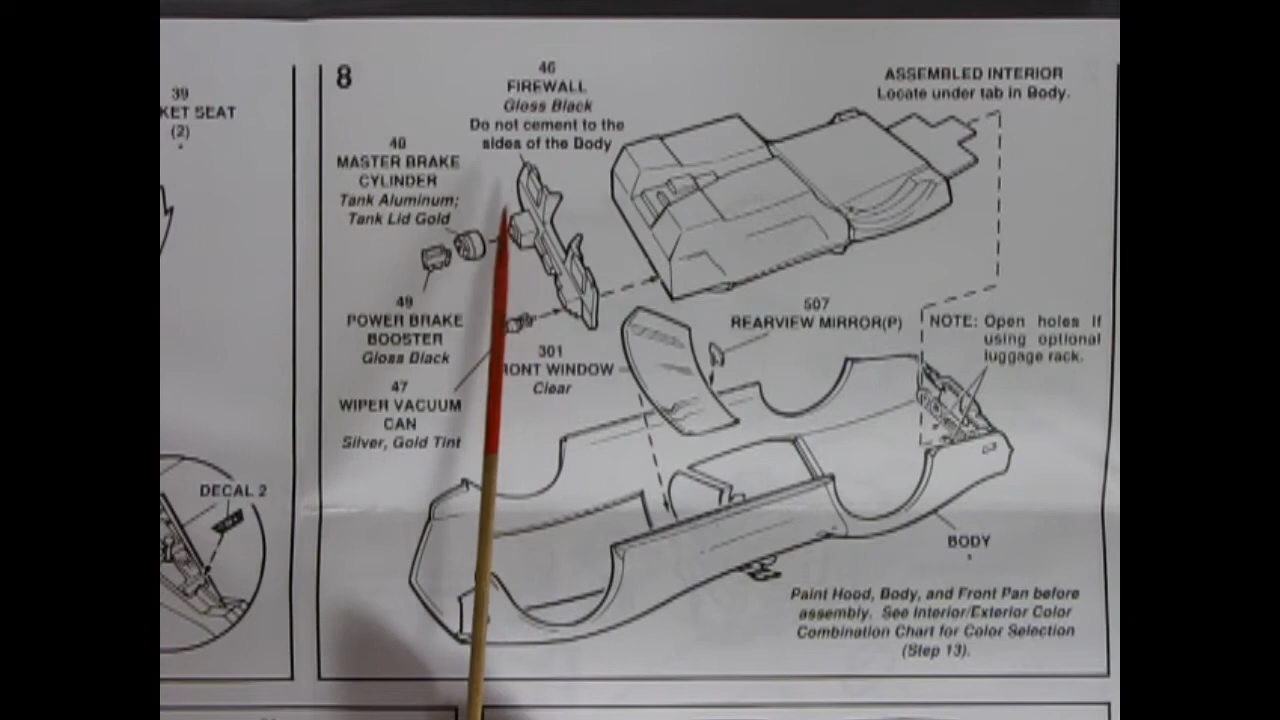 39
KET SEAT
(2)
DECAL 2
8
46
FIREWALL
Gloss Black
Do not cement to the
sides of the Body
48
MASTER BRAKE
CYLINDER
Tank Aluminum;
Tank Lid Gold
49
POWER BRAKE
BOOSTER
Gloss Black
47
WIPER VACUUM
CAN
Silver, Gold Tint
301
RONT WINDOW
Clear
507
REARVIEW MIRROR(P)
ASSEMBLED INTERIOR
Locate under tab in Body.
NOTE: Open holes if
using optional
luggage rack.
BODY
Paint Hood, Body, and Front Pan before
assembly. See Interior/Exterior Color
Combination Chart for Color Selection
(Step 13).